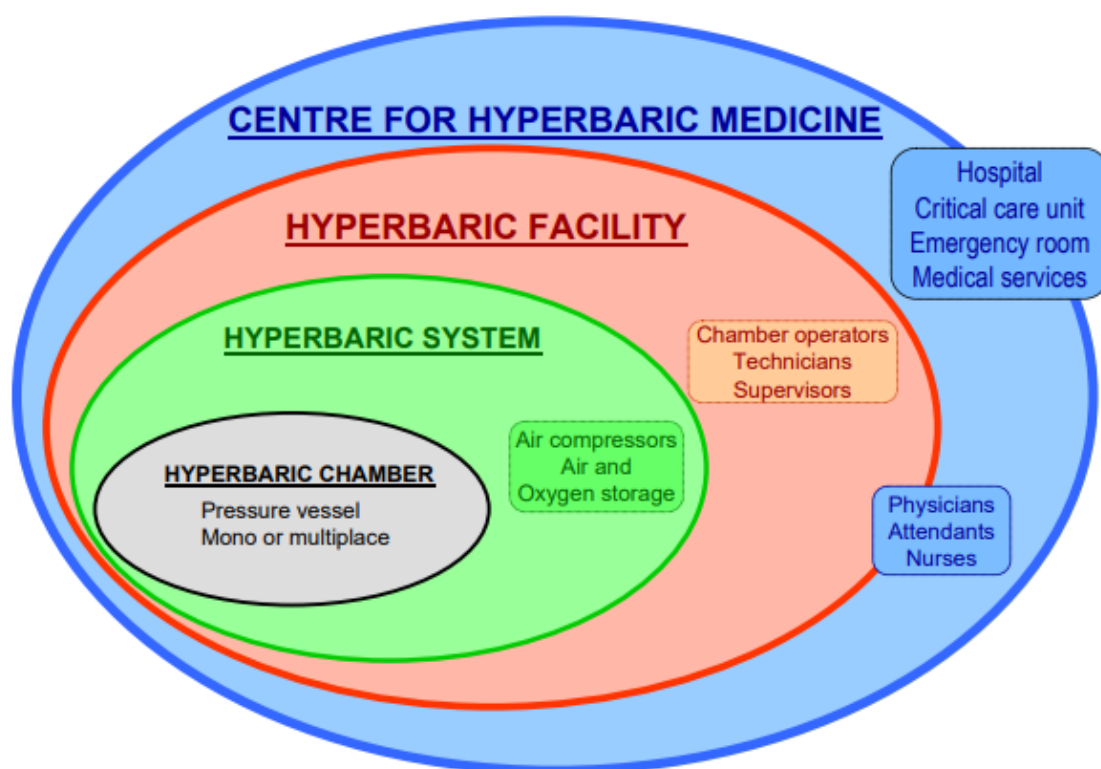 CENTRE FOR HYPERBARIC MEDICINE
Hospital
Critical care unit
Emergency room
Medical services
HYPERBARIC FACILITY
Chamber operators
Technicians
Supervisors
HYPERBARIC SYSTEM
Air compressors
Air and
Oxygen storage
HYPERBARIC CHAMBER
Pressure vessel
Mono or multiplace
Physicians
Attendants
Nurses